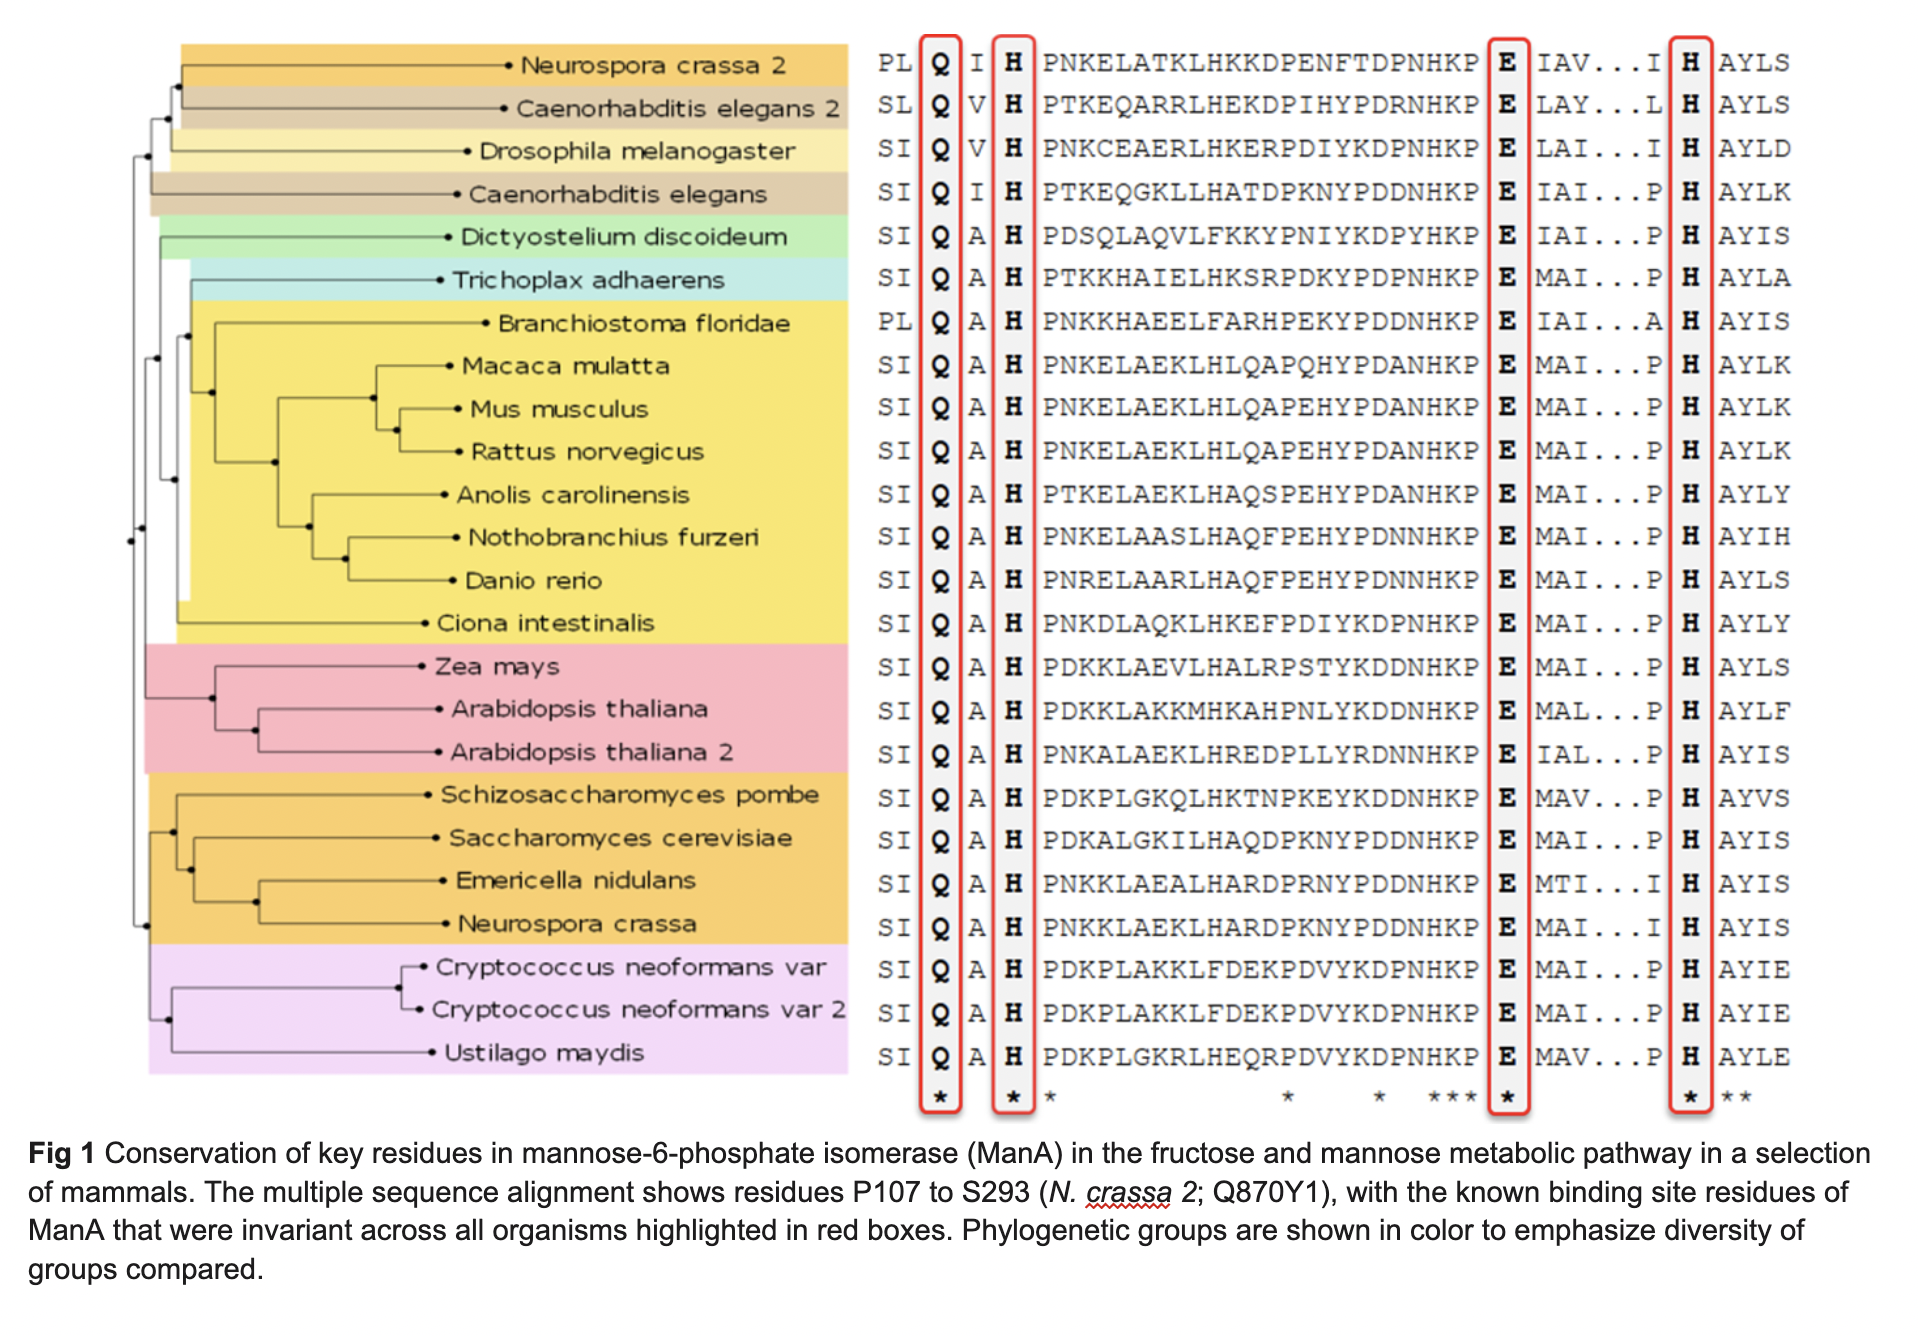 Neurospora crassa 2 PL Q I H PNKELATKLHKKDPENFTDPNHKP E IAV...I H AYLS
Caenorhabditis elegans 2 SL Q V H PTKEQARRLHEKDPIHYPDRNHKP E LAY...L H AYLS
Drosophila melanogaster SI Q V H PNKCEAERLHKERPDIYKDPNHKP E LAI...I H AYLD
Caenorhabditis elegans SI Q I H PTKEQGKLLHATDPKNYPDDNHKP E IAI...P H AYLK
Dictyostelium discoideum SI Q A H PDSQLAQVLFKKYPNIYKDPYHKP E IAI...P H AYIS
Trichoplax adhaerens SI Q A H PTKKHAIELHKSRPDKYPDPNHKP E MAI...P H AYLA
Branchiostoma floridae PL Q A H PNKKHAEELFARHPEKYPDDNHKP E IAI...A H AYIS
Macaca mulatta SI Q A H PNKELAEKLHLQAPQHYPDANHKP E MAI...P H AYLK
Mus musculus SI Q A H PNKELAEKLHLQAPEHYPDANHKP E MAI...P H AYLK
Rattus norvegicus SI Q A H PNKELAEKLHLQAPEHYPDANHKP E MAI...P H AYLK
Anolis carolinensis SI Q A H PTKELAEKLHAQSPEHYPDANHKP E MAI...P H AYLY
Nothobranchius furzeri SI Q A H PNKELAASLHAQFPEHYPDNNHKP E MAI...P H AYIH
Danio rerio SI Q A H PNRELAARLHAQFPEHYPDNNHKP E MAI...P H AYLS
Ciona intestinalis SI Q A H PNKDLAQKLHKEFPDIYKDPNHKP E MAI...P H AYLY
Zea mays SI Q A H PDKKLAEVLHALRPSTYKDDNHKP E MAI...P H AYLS
Arabidopsis thaliana SI Q A H PDKKLAKKMHKAHPNLYKDDNHKP E MAL...P H AYLF
Arabidopsis thaliana 2 SI Q A H PNKALAEKLHREDPLLYRDNNHKP E IAL...P H AYIS
Schizosaccharomyces pombe SI Q A H PDKPLGKQLHKTNPKEYKDDNHKP E MAV...P H AYVS
Saccharomyces cerevisiae SI Q A H PDKALGKILHAQDPKNYPDDNHKP E MAI...P H AYIS
Emericella nidulans SI Q A H PNKKLAEALHARDPRNYPDDNHKP E MTI...I H AYIS
Neurospora crassa SI Q A H PNKKLAEKLHARDPKNYPDDNHKP E MAI...I H AYIS
Cryptococcus neoformans var SI Q A H PDKPLAKKLFDEKPDVYKDPNHKP E MAI...P H AYIE
Cryptococcus neoformans var 2 SI Q A H PDKPLAKKLFDEKPDVYKDPNHKP E MAI...P H AYIE
Ustilago maydis SI Q A H PDKPLGKRLHEQRPDVYKDPNHKP E MAV...P H AYLE
* * * * * *** * * **
Fig 1 Conservation of key residues in mannose-6-phosphate isomerase (ManA) in the fructose and mannose metabolic pathway in a selection
of mammals. The multiple sequence alignment shows residues P107 to S293 (N. crassa 2; Q870Y1), with the known binding site residues of
ManA that were invariant across all organisms highlighted in red boxes. Phylogenetic groups are shown in color to emphasize diversity of
groups compared.